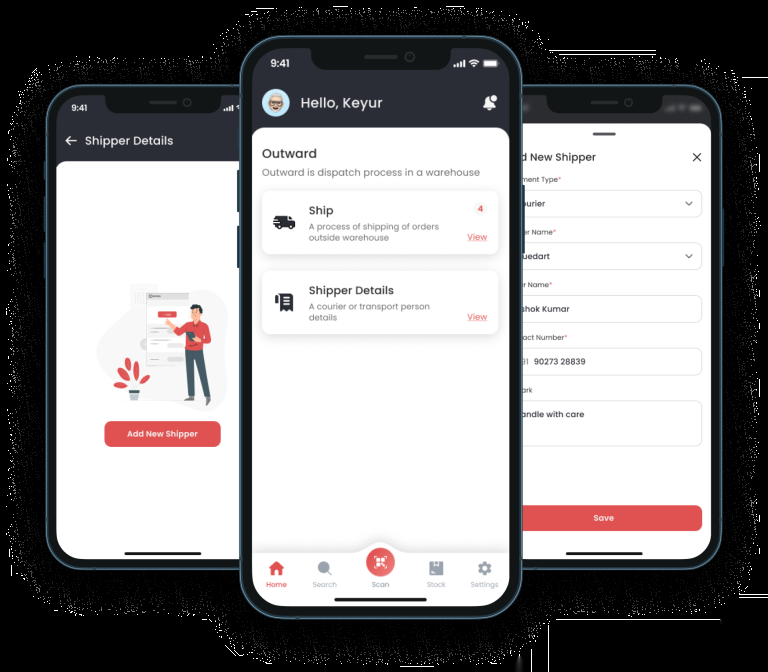 9:41
Shipper Details
Add New Shipper
9:41
Hello, Keyur
Outward
Outward is dispatch process in a warehouse
Ship
4
A process of shipping of orders
outside warehouse
View
Shipper Details
A courier or transport person
details
View
Home
Search
Scan
Stock
Settings
d New Shipper
ment Type*
ourier
er Name*
uedart
er Name*
shok Kumar
tact Number*
91 90273 28839
ark
andle with care
Save